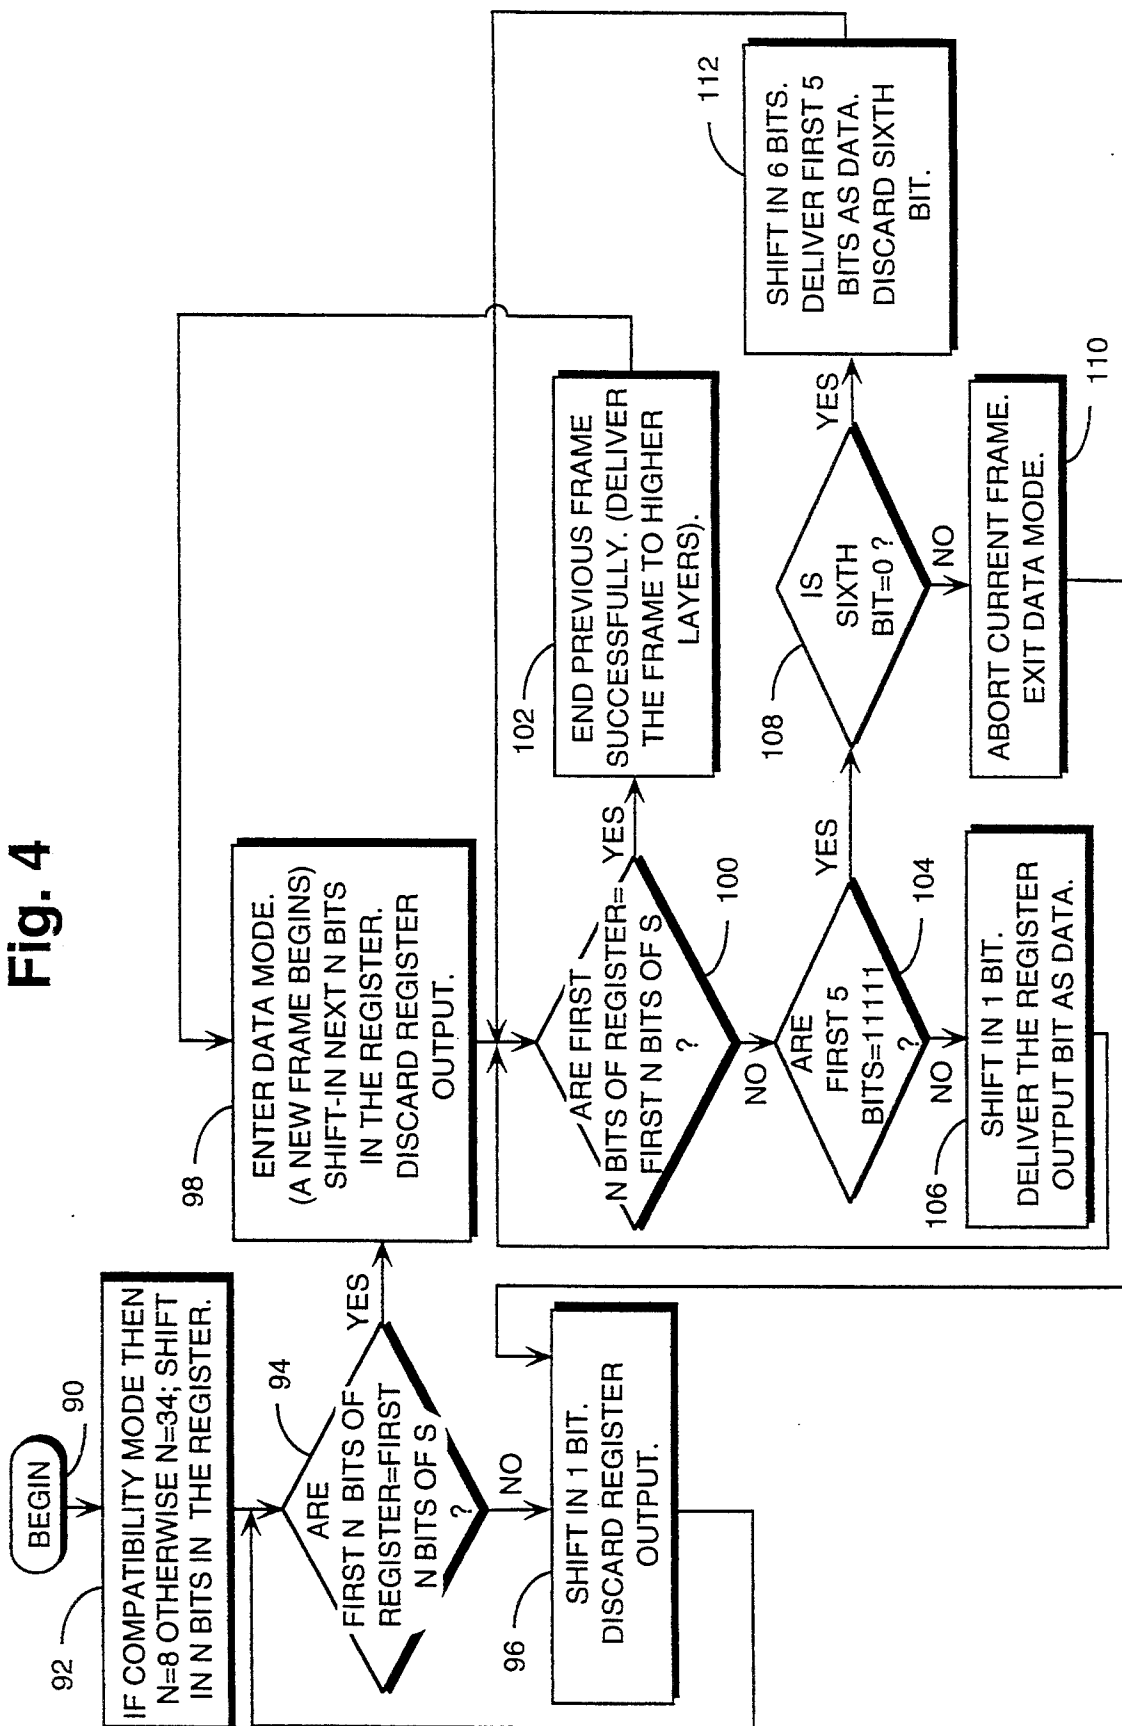 Fig. 4
BEGIN
90
92
IF COMPATIBILITY MODE THEN
N=8 OTHERWISE N=34; SHIFT
IN N BITS IN THE REGISTER.
94
ARE
FIRST N BITS OF
REGISTER=FIRST
N BITS OF S
?
YES
NO
96
SHIFT IN 1 BIT.
DISCARD REGISTER
OUTPUT.
98
ENTER DATA MODE.
(A NEW FRAME BEGINS)
SHIFT-IN NEXT N BITS
IN THE REGISTER.
DISCARD REGISTER
OUTPUT.
ARE FIRST
N BITS OF REGISTER=
FIRST N BITS OF S
?
100
YES
NO
102
END PREVIOUS FRAME
SUCCESSFULLY. (DELIVER
THE FRAME TO HIGHER
LAYERS).
ARE
FIRST 5
BITS=11111
?
104
YES
NO
106
SHIFT IN 1 BIT.
DELIVER THE REGISTER
OUTPUT BIT AS DATA.
108
IS
SIXTH
BIT=0 ?
YES
NO
110
ABORT CURRENT FRAME.
EXIT DATA MODE.
112
SHIFT IN 6 BITS.
DELIVER FIRST 5
BITS AS DATA.
DISCARD SIXTH
BIT.